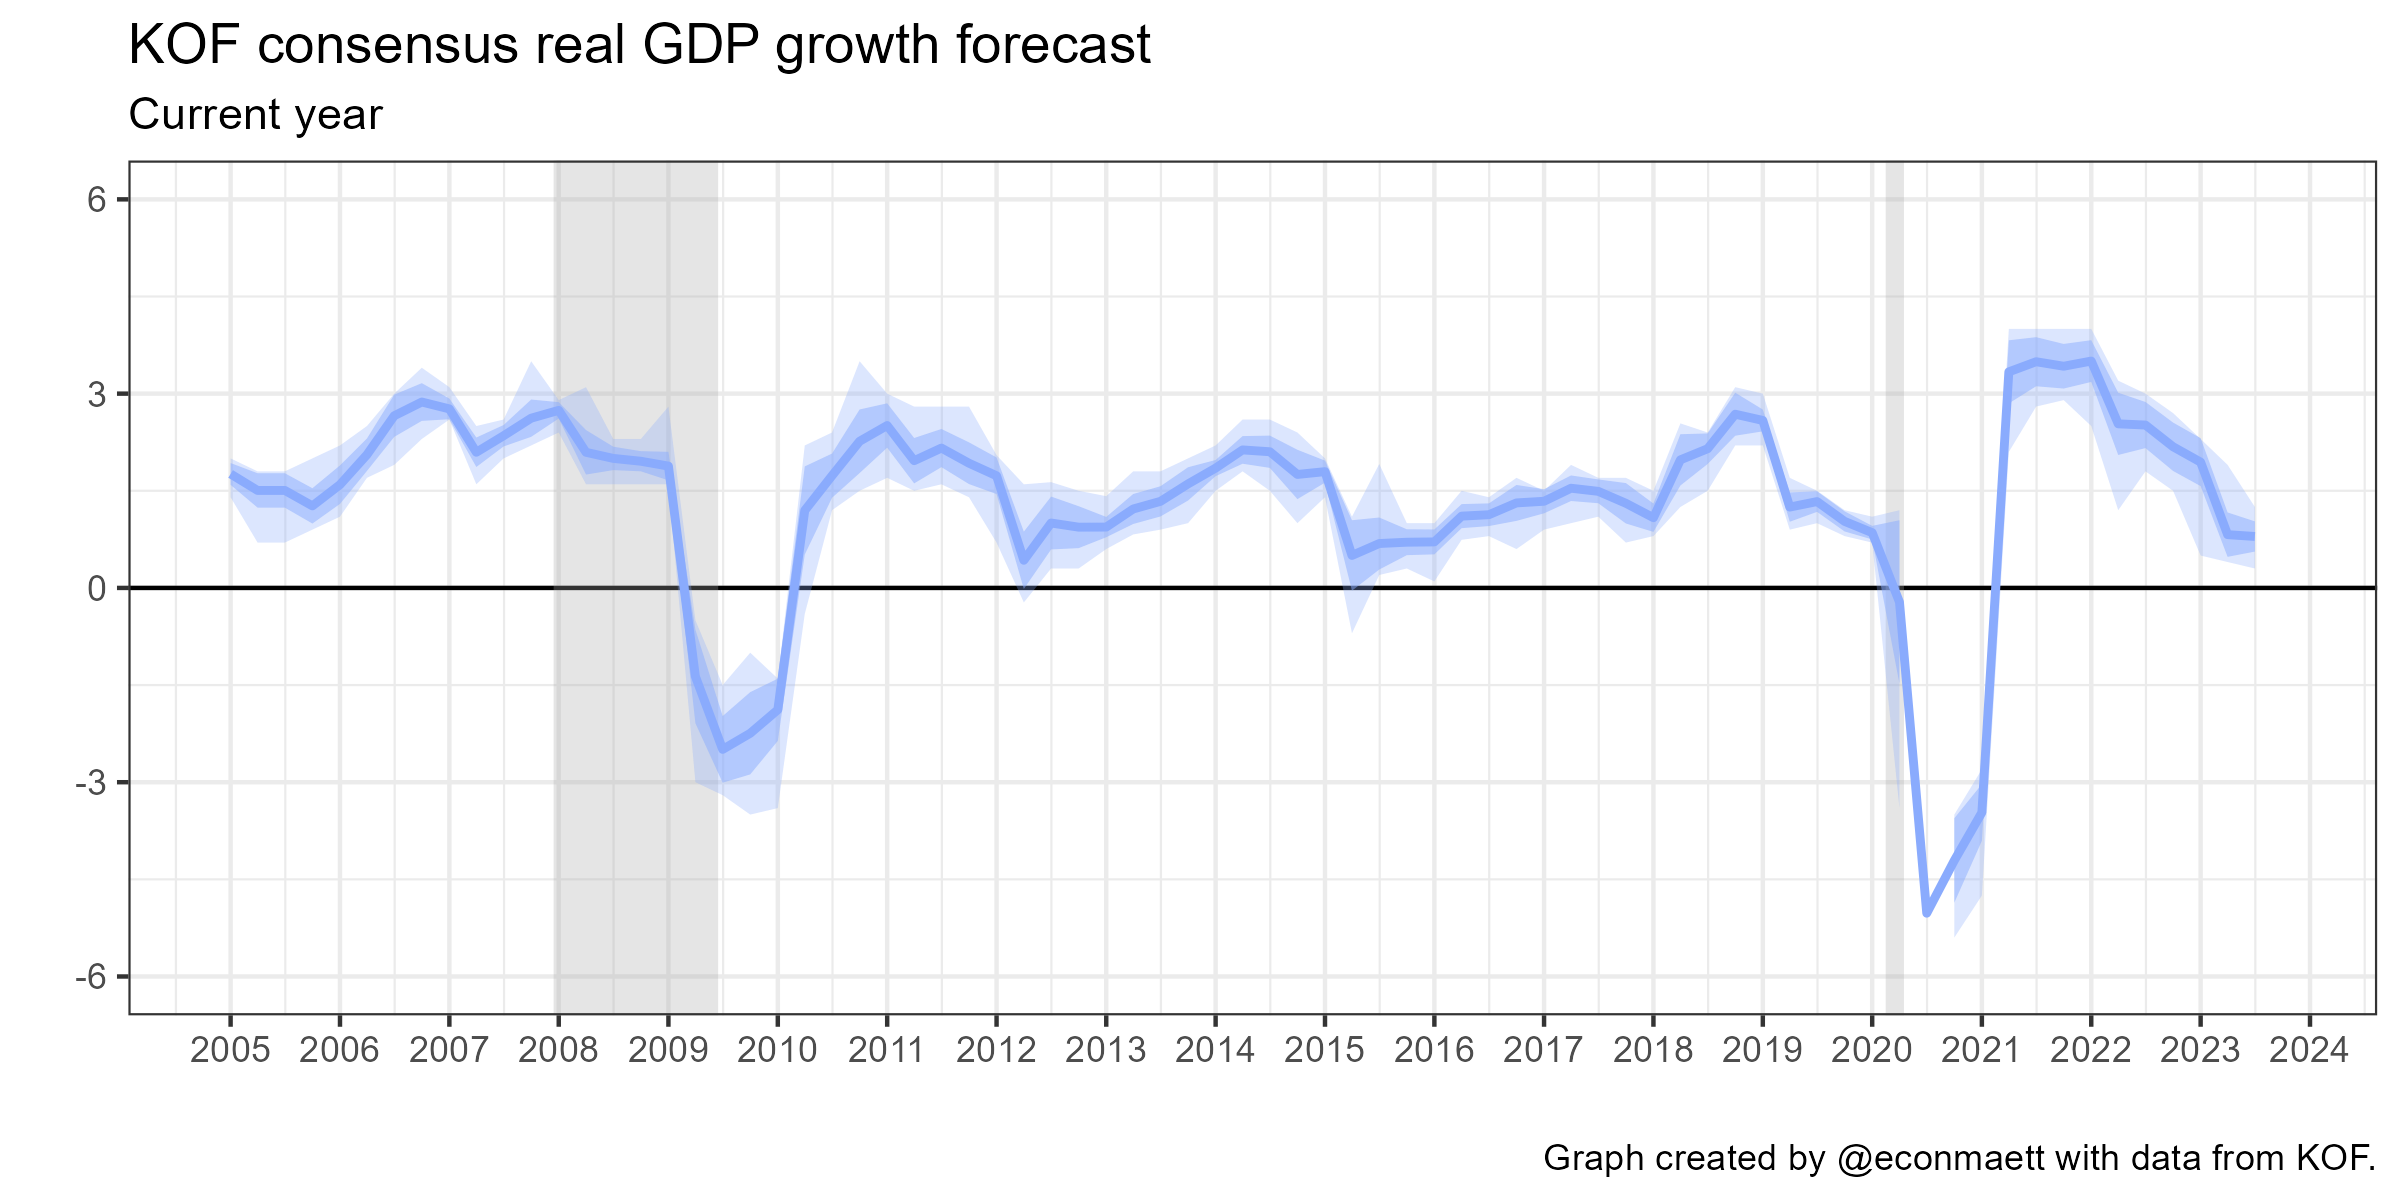 KOF consensus real GDP growth forecast
Current year
6
3
0
-3
-6
2005 2006 2007 2008 2009 2010 2011 2012 2013 2014 2015 2016 2017 2018 2019 2020 2021 2022 2023 2024
Graph created by @econmaett with data from KOF.